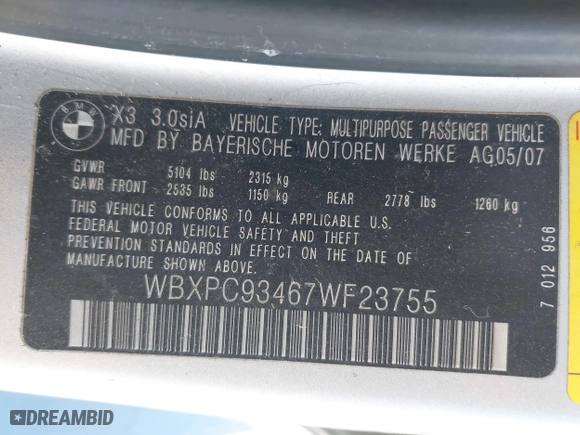 BMW
X3 3.0siA VEHICLE TYPE: MULTIPURPOSE PASSENGER VEHICLE
MFD BY BAYERISCHE MOTOREN WERKE AG 05/07
GVWR 5104 lbs 2315 kg
GAWR FRONT 2535 lbs 1150 kg REAR 2778 lbs 1260 kg
THIS VEHICLE CONFORMS TO ALL APPLICABLE U.S.
FEDERAL MOTOR VEHICLE SAFETY AND THEFT
PREVENTION STANDARDS IN EFFECT ON THE DATE OF
MANUFACTURE SHOWN ABOVE.
WBXPC93467WF23755
7 012 956
DREAMBID